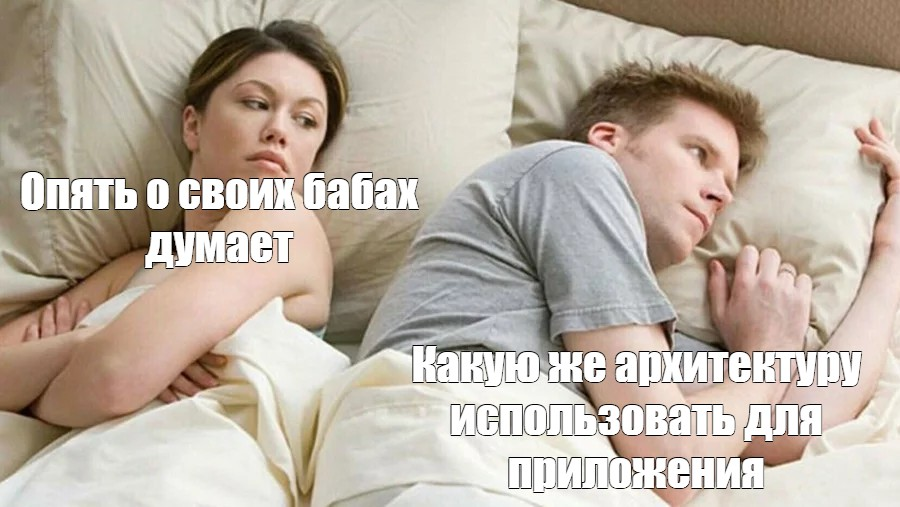 Опять о своих бабах
думает
Какую же архитектуру
использовать для
приложения